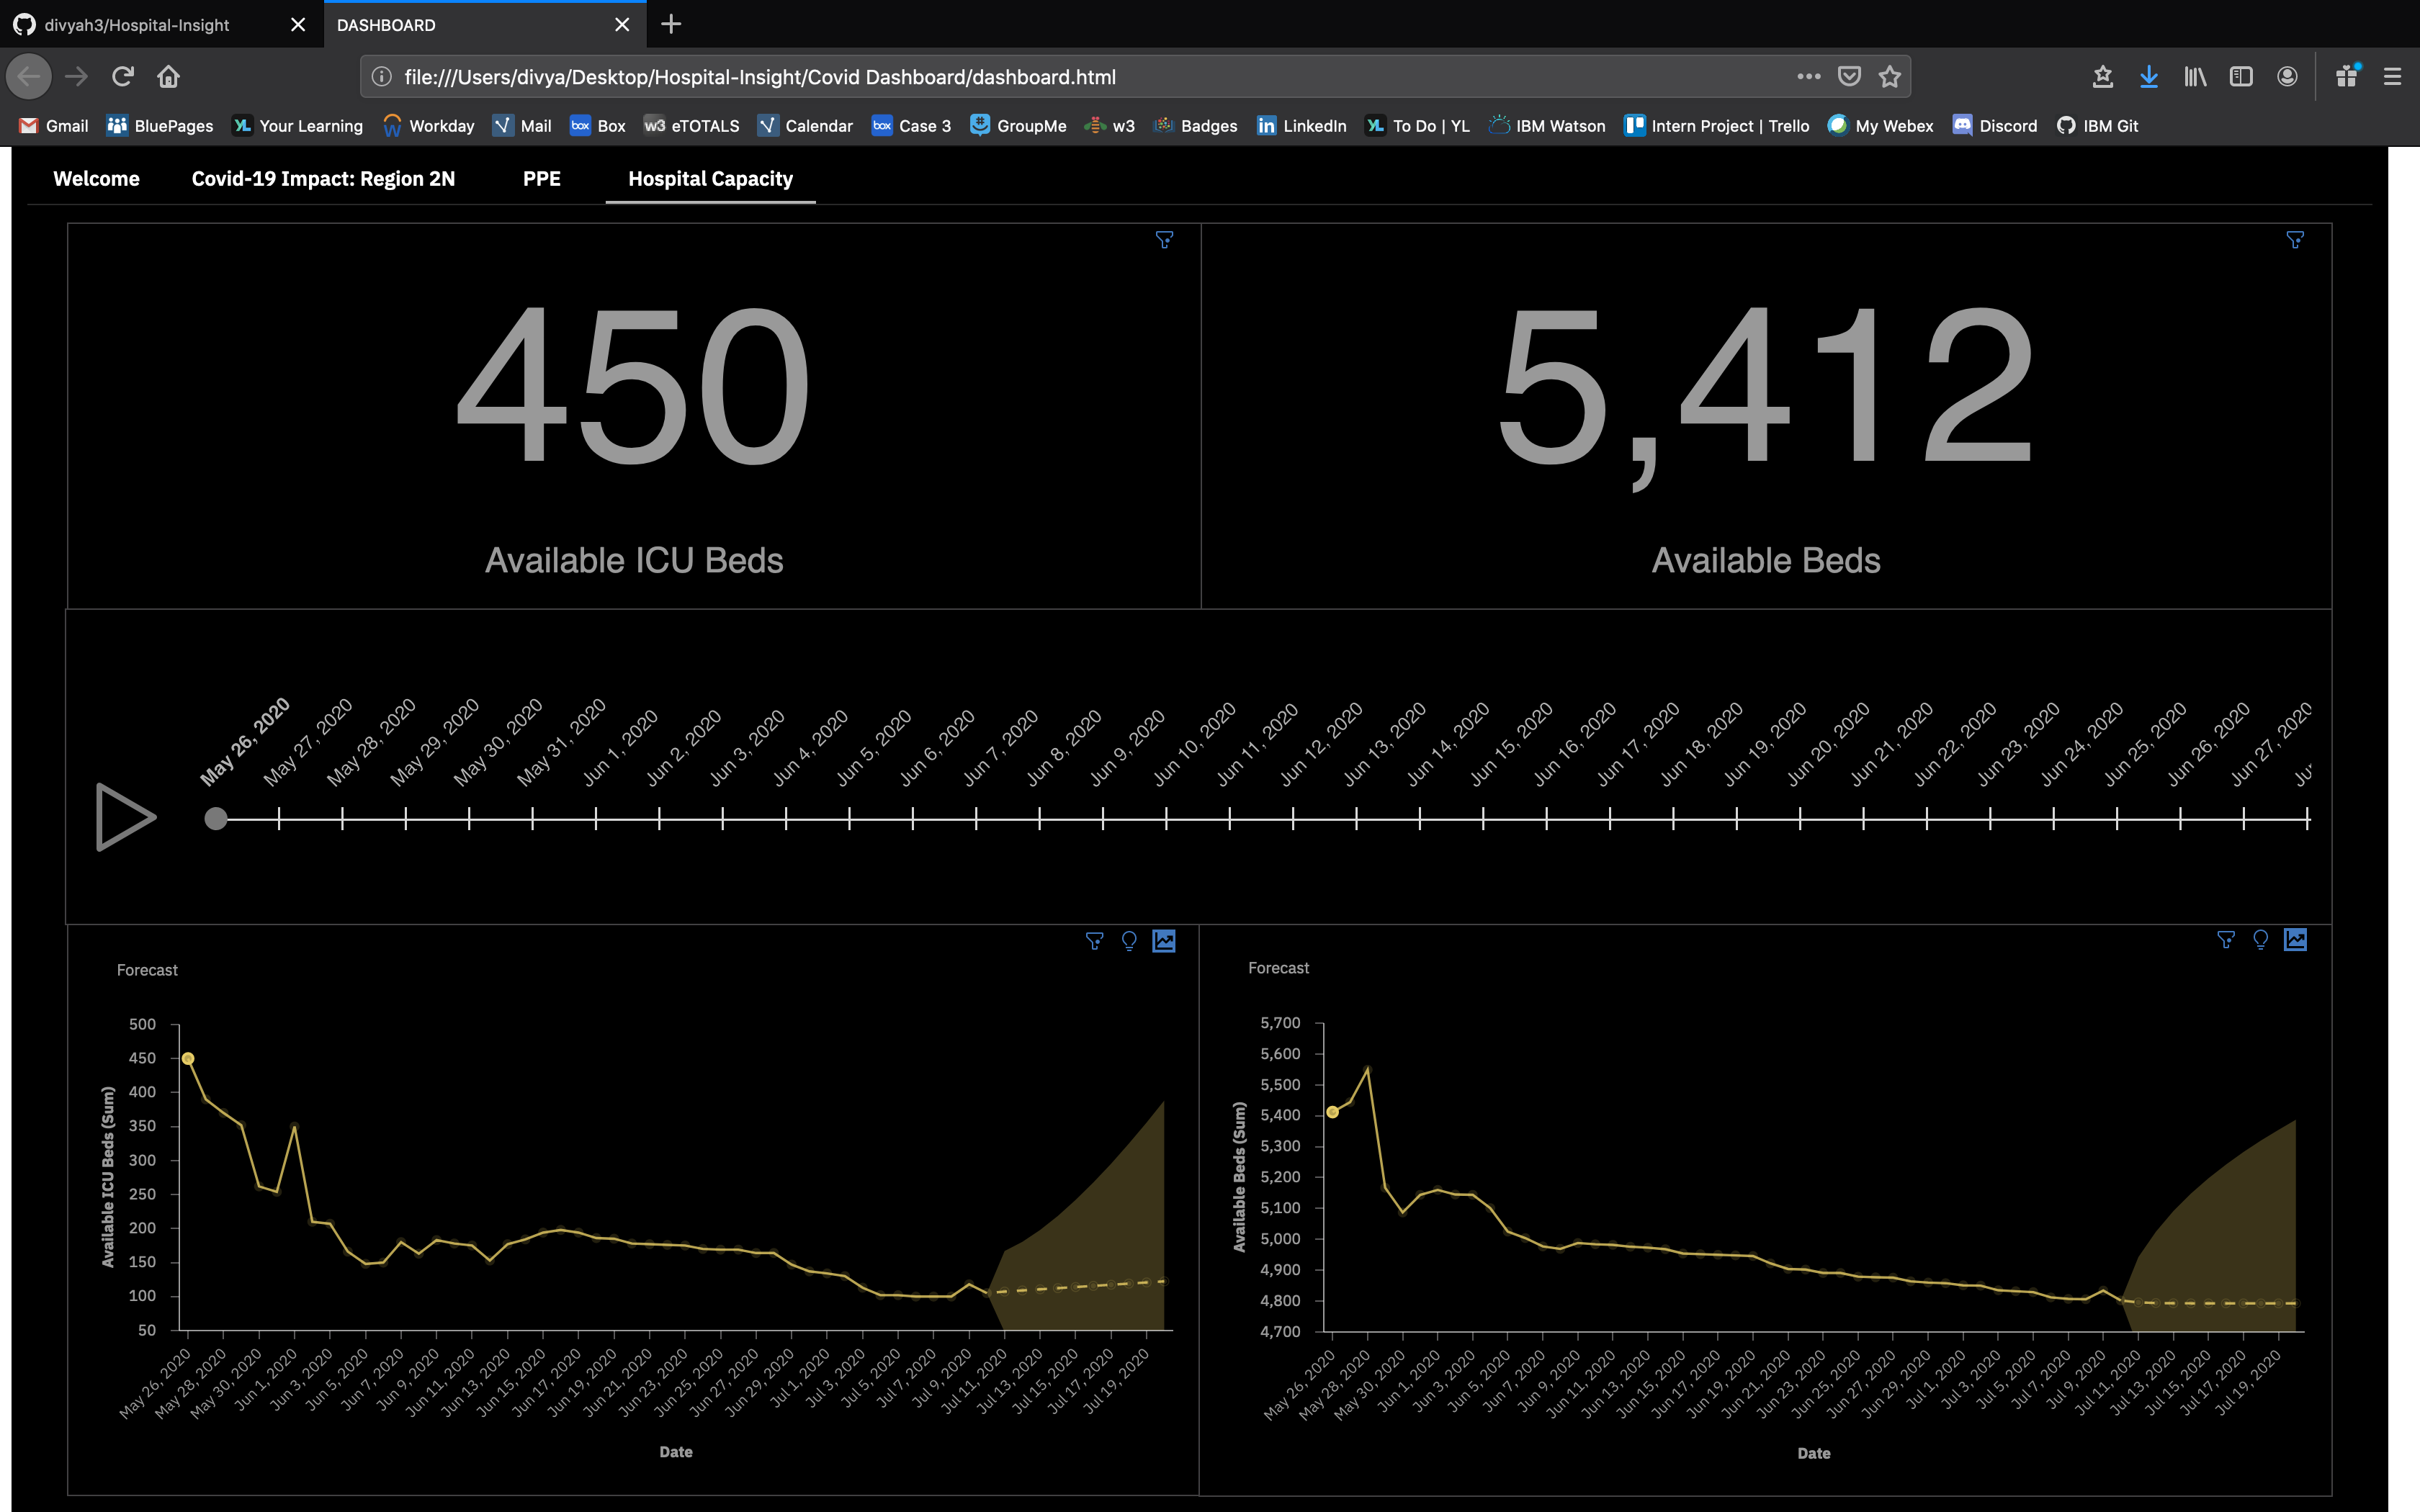 divyah3/Hospital-Insight
DASHBOARD
file:///Users/divya/Desktop/Hospital-Insight/Covid Dashboard/dashboard.html
Gmail BluePages Your Learning Workday Mail Box eTOTALS Calendar Case 3 GroupMe w3 Badges LinkedIn To Do | YL IBM Watson Intern Project | Trello My Webex Discord IBM Git
Welcome Covid-19 Impact: Region 2N PPE Hospital Capacity
450
Available ICU Beds
5,412
Available Beds
May 26, 2020
May 27, 2020
May 28, 2020
May 29, 2020
May 30, 2020
May 31, 2020
Jun 1, 2020
Jun 2, 2020
Jun 3, 2020
Jun 4, 2020
Jun 5, 2020
Jun 6, 2020
Jun 7, 2020
Jun 8, 2020
Jun 9, 2020
Jun 10, 2020
Jun 11, 2020
Jun 12, 2020
Jun 13, 2020
Jun 14, 2020
Jun 15, 2020
Jun 16, 2020
Jun 17, 2020
Jun 18, 2020
Jun 19, 2020
Jun 20, 2020
Jun 21, 2020
Jun 22, 2020
Jun 23, 2020
Jun 24, 2020
Jun 25, 2020
Jun 26, 2020
Jun 27, 2020
Forecast
Available ICU Beds (Sum)
500
450
400
350
300
250
200
150
100
50
May 26, 2020
May 28, 2020
May 30, 2020
Jun 1, 2020
Jun 3, 2020
Jun 5, 2020
Jun 7, 2020
Jun 9, 2020
Jun 11, 2020
Jun 13, 2020
Jun 15, 2020
Jun 17, 2020
Jun 19, 2020
Jun 21, 2020
Jun 23, 2020
Jun 25, 2020
Jun 27, 2020
Jun 29, 2020
Jul 1, 2020
Jul 3, 2020
Jul 5, 2020
Jul 7, 2020
Jul 9, 2020
Jul 11, 2020
Jul 13, 2020
Jul 15, 2020
Jul 17, 2020
Jul 19, 2020
Date
Forecast
Available Beds (Sum)
5,700
5,600
5,500
5,400
5,300
5,200
5,100
5,000
4,900
4,800
4,700
May 26, 2020
May 28, 2020
May 30, 2020
Jun 1, 2020
Jun 3, 2020
Jun 5, 2020
Jun 7, 2020
Jun 9, 2020
Jun 11, 2020
Jun 13, 2020
Jun 15, 2020
Jun 17, 2020
Jun 19, 2020
Jun 21, 2020
Jun 23, 2020
Jun 25, 2020
Jun 27, 2020
Jun 29, 2020
Jul 1, 2020
Jul 3, 2020
Jul 5, 2020
Jul 7, 2020
Jul 9, 2020
Jul 11, 2020
Jul 13, 2020
Jul 15, 2020
Jul 17, 2020
Jul 19, 2020
Date